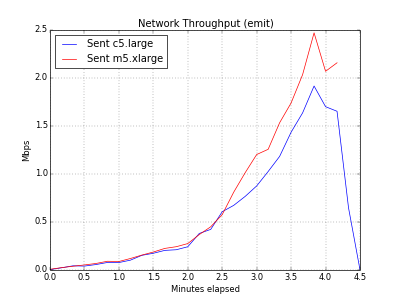 Network Throughput (emit)
2.5
2.0
1.5
1.0
0.5
0.0
Mbps
Sent c5.large
Sent m5.xlarge
0.0 0.5 1.0 1.5 2.0 2.5 3.0 3.5 4.0 4.5
Minutes elapsed